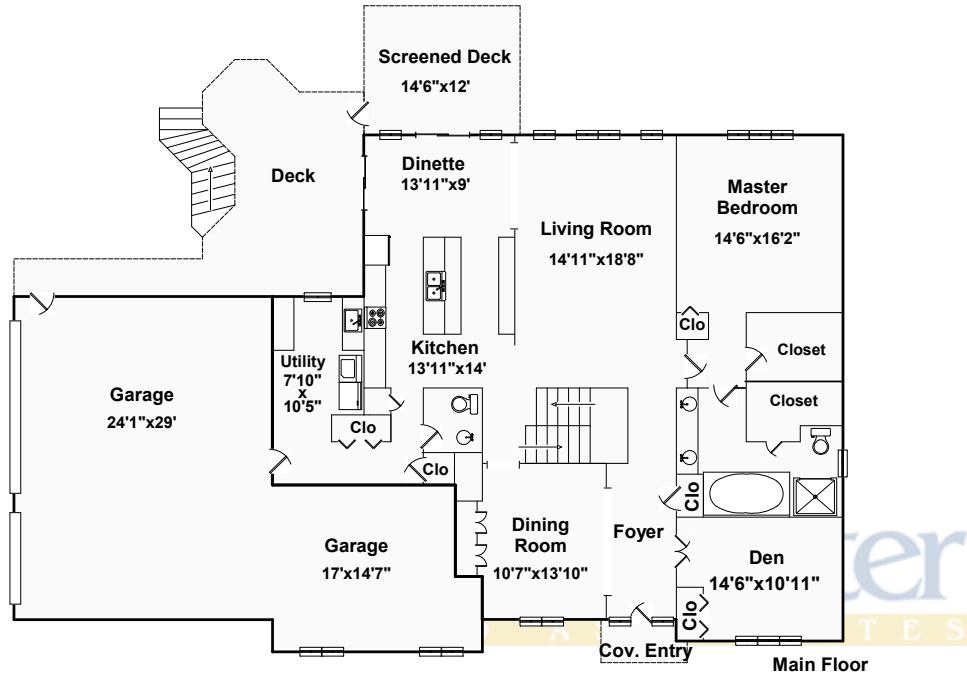 Screened Deck
14'6"x12'
Deck
Dinette
13'11"x9'
Master
Bedroom
14'6"x16'2"
Living Room
14'11"x18'8"
Clo
Closet
Kitchen
13'11"x14'
Utility
7'10"
x
10'5"
Garage
24'1"x29'
Closet
Clo
Clo
Clo
Garage
17'x14'7"
Dining
Room
10'7"x13'10"
Foyer
Den
14'6"x10'11"
Clo
Cov. Entry
Main Floor